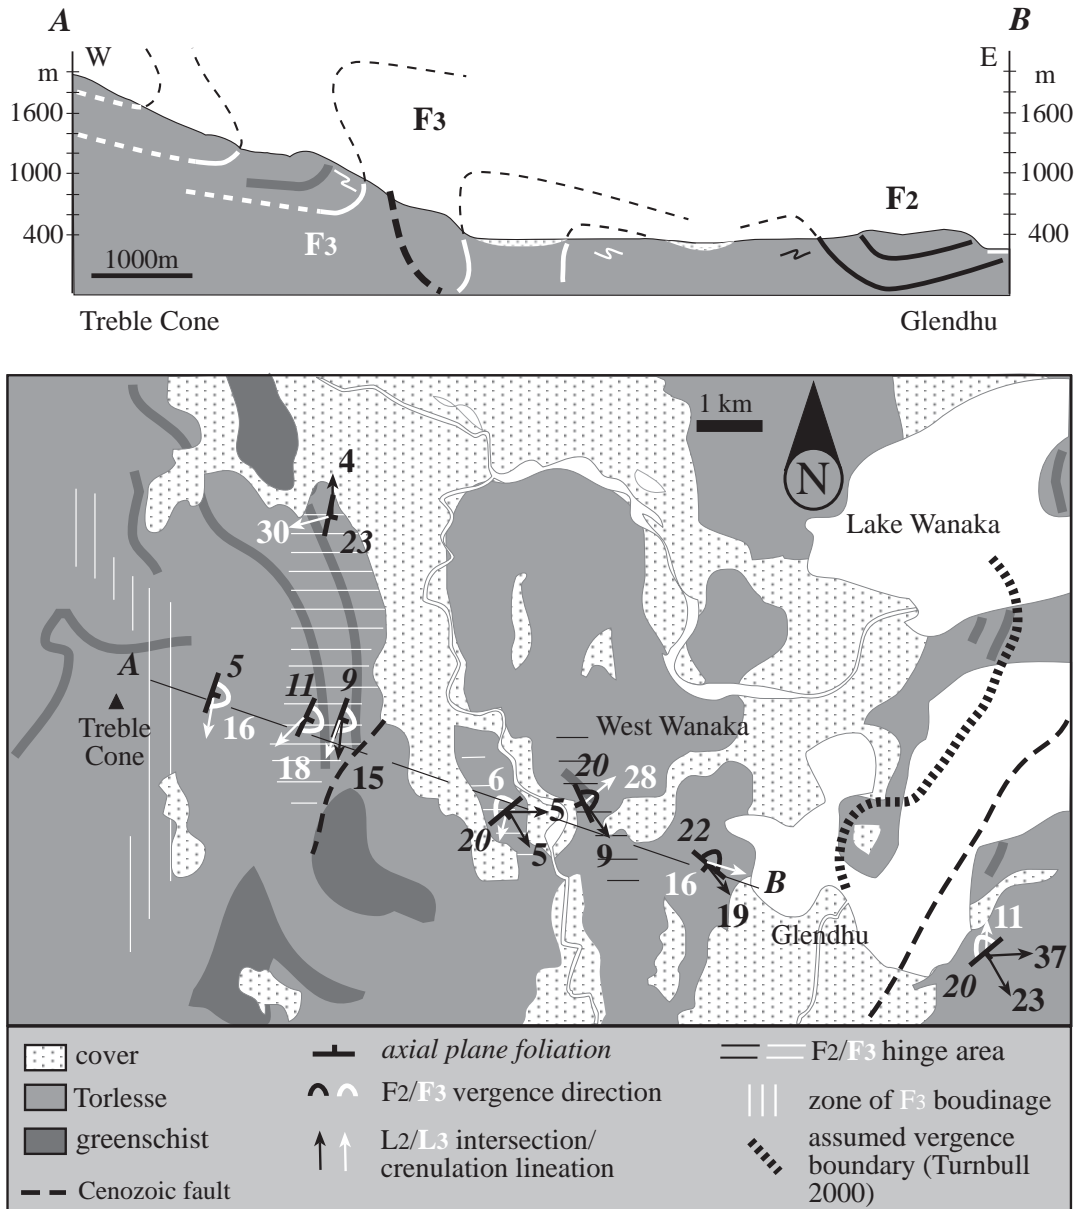 A
B
W
E
m
m
1600
1600
1000
1000
400
400
F3
F3
F2
1000m
Treble Cone
Glendhu
1 km
N
4
30
23
Lake Wanaka
A
5
11
9
16
Treble
Cone
18
15
West Wanaka
20
28
6
5
20
5
9
22
16
B
19
Glendhu
11
37
20
23
cover
Torlesse
greenschist
Cenozoic fault
axial plane foliation
F2/F3 vergence direction
L2/L3 intersection/
crenulation lineation
F2/F3 hinge area
zone of F3 boudinage
assumed vergence
boundary (Turnbull
2000)